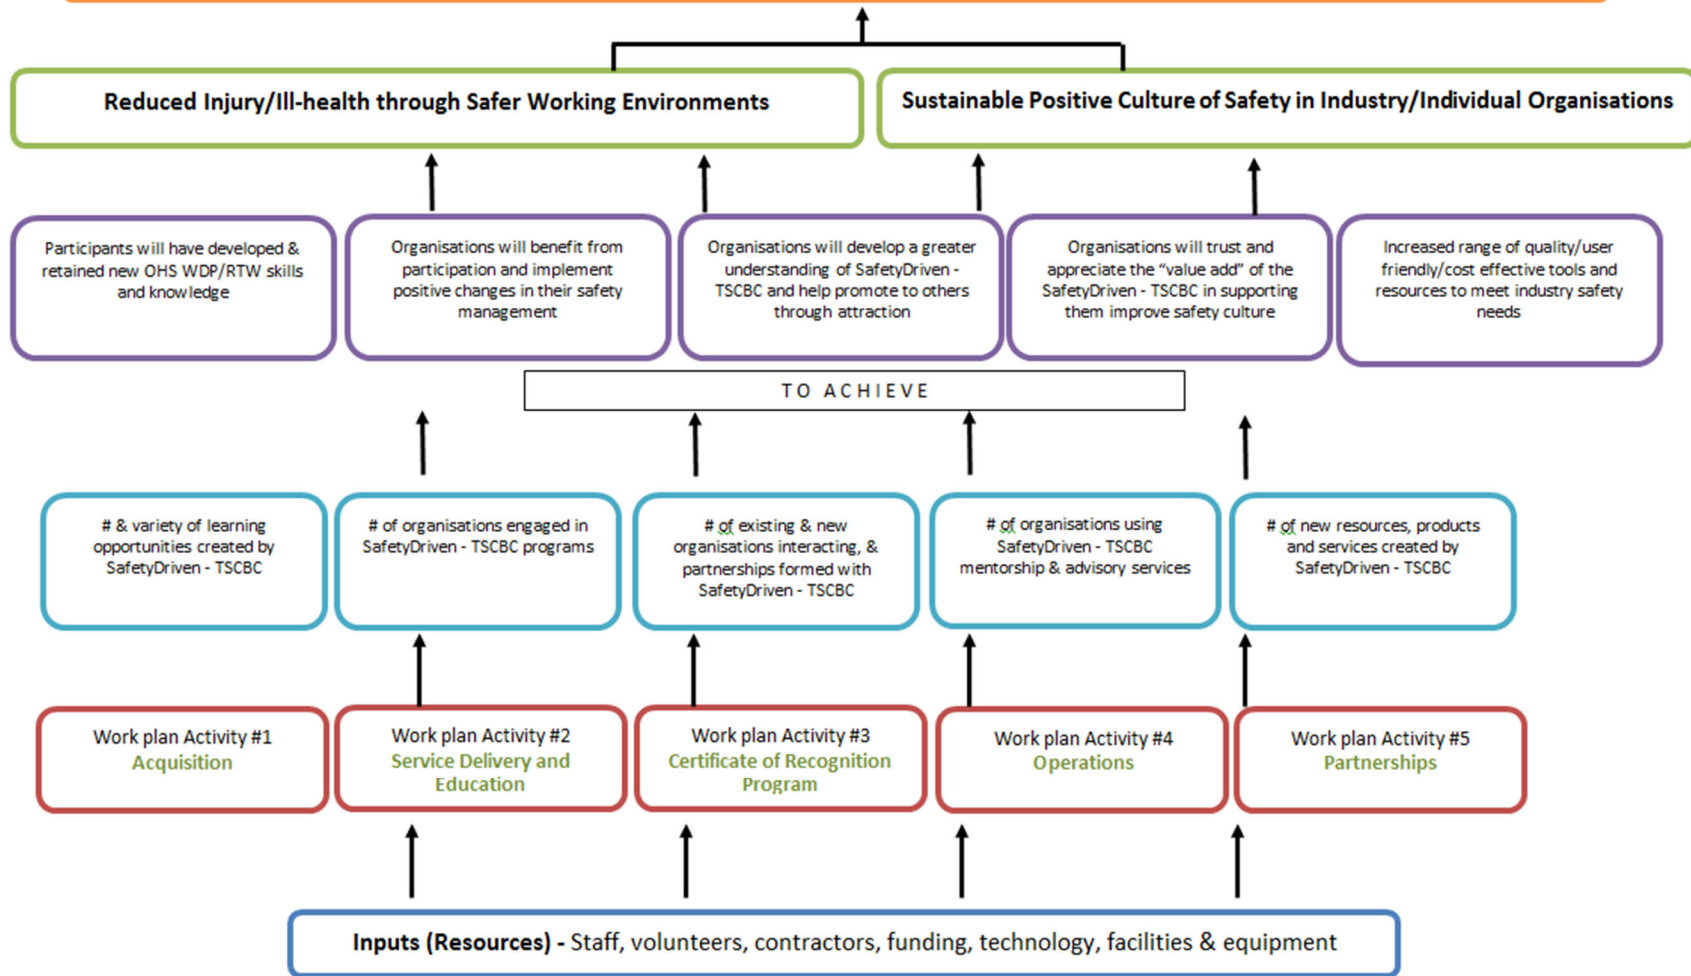 Reduced Injury/Ill-health through Safer Working Environments
Sustainable Positive Culture of Safety in Industry/Individual Organisations
Participants will have developed &
retained new OHS WDP/RTW skills
and knowledge
Organisations will benefit from
participation and implement
positive changes in their safety
management
Organisations will develop a greater
understanding of SafetyDriven -
TSCBC and help promote to others
through attraction
Organisations will trust and
appreciate the “value add” of the
SafetyDriven - TSCBC in supporting
them improve safety culture
Increased range of quality/user
friendly/cost effective tools and
resources to meet industry safety
needs
TO ACHIEVE
# & variety of learning
opportunities created by
SafetyDriven - TSCBC
# of organisations engaged in
SafetyDriven - TSCBC programs
# of existing & new
organisations interacting, &
partnerships formed with
SafetyDriven - TSCBC
# of organisations using
SafetyDriven - TSCBC
mentorship & advisory services
# of new resources, products
and services created by
SafetyDriven - TSCBC
Work plan Activity #1
Acquisition
Work plan Activity #2
Service Delivery and
Education
Work plan Activity #3
Certificate of Recognition
Program
Work plan Activity #4
Operations
Work plan Activity #5
Partnerships
Inputs (Resources) - Staff, volunteers, contractors, funding, technology, facilities & equipment